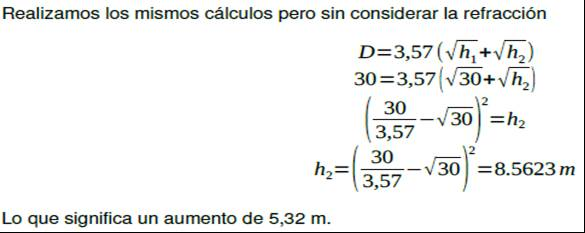 Realizamos los mismos cálculos pero sin considerar la refracción
D=3,57(√h₁+√h₂)
30=3,57(√30+√h₂)
(30/3,57−√30)²=h₂
h₂=(30/3,57−√30)²=8.5623 m
Lo que significa un aumento de 5,32 m.